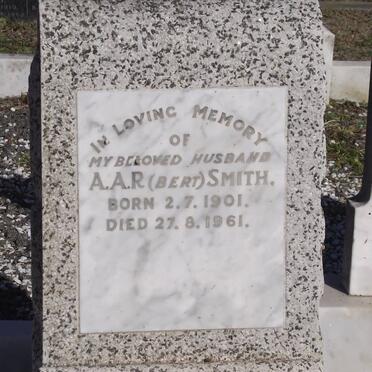 IN LOVING MEMORY
OF
MY BELOVED HUSBAND
A.A.R (BERT) SMITH.
BORN 2.7.1901.
DIED 27.8.1961.